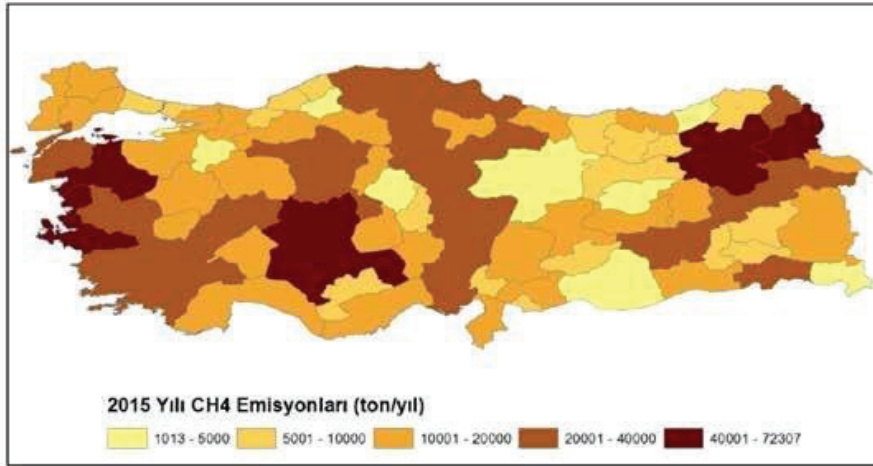 2015 Yılı CH4 Emisyonları (ton/yıl)
1013 - 5000 5001 - 10000 10001 - 20000 20001 - 40000 40001 - 72307